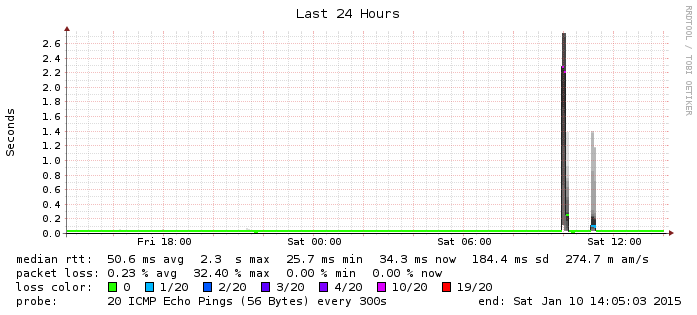 Last 24 Hours
RRDTOOL / TOBI OETIKER
Seconds
2.6
2.4
2.2
2.0
1.8
1.6
1.4
1.2
1.0
0.8
0.6
0.4
0.2
0.0
Fri 18:00 Sat 00:00 Sat 06:00 Sat 12:00
median rtt: 50.6 ms avg 2.3 s max 25.7 ms min 34.3 ms now 184.4 ms sd 274.7 m am/s
packet loss: 0.23 % avg 32.40 % max 0.00 % min 0.00 % now
loss color: 0 1/20 2/20 3/20 4/20 10/20 19/20
probe: 20 ICMP Echo Pings (56 Bytes) every 300s end: Sat Jan 10 14:05:03 2015